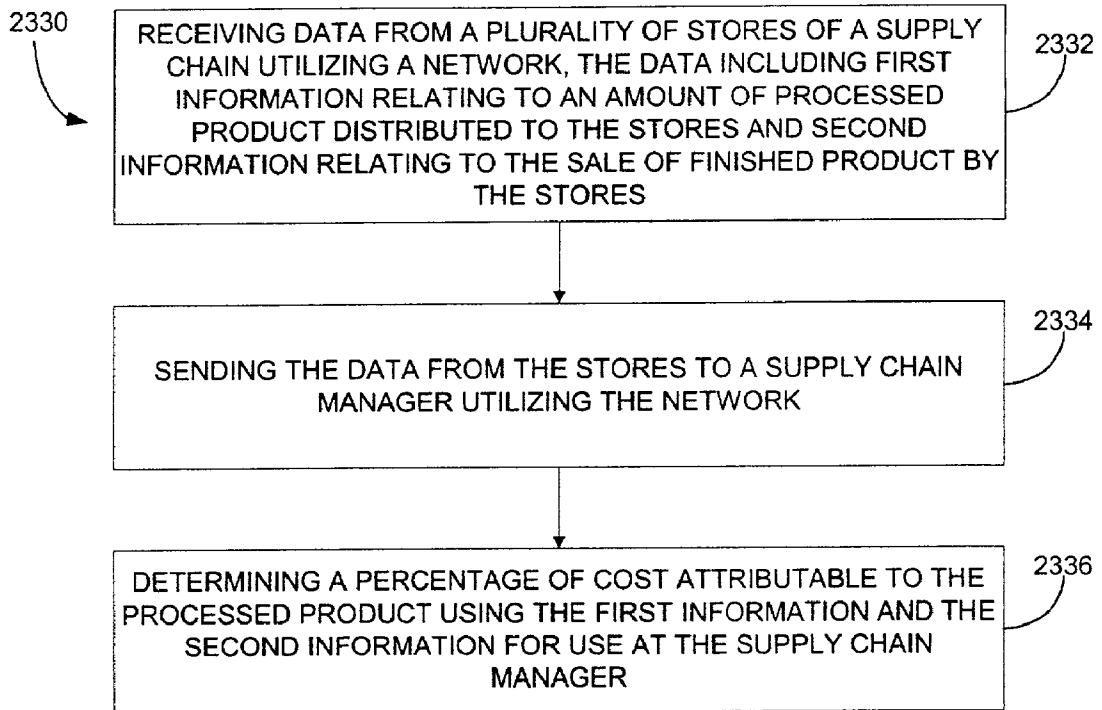 2330
RECEIVING DATA FROM A PLURALITY OF STORES OF A SUPPLY
CHAIN UTILIZING A NETWORK, THE DATA INCLUDING FIRST
INFORMATION RELATING TO AN AMOUNT OF PROCESSED
PRODUCT DISTRIBUTED TO THE STORES AND SECOND
INFORMATION RELATING TO THE SALE OF FINISHED PRODUCT BY
THE STORES
2332
SENDING THE DATA FROM THE STORES TO A SUPPLY CHAIN
MANAGER UTILIZING THE NETWORK
2334
DETERMINING A PERCENTAGE OF COST ATTRIBUTABLE TO THE
PROCESSED PRODUCT USING THE FIRST INFORMATION AND THE
SECOND INFORMATION FOR USE AT THE SUPPLY CHAIN
MANAGER
2336